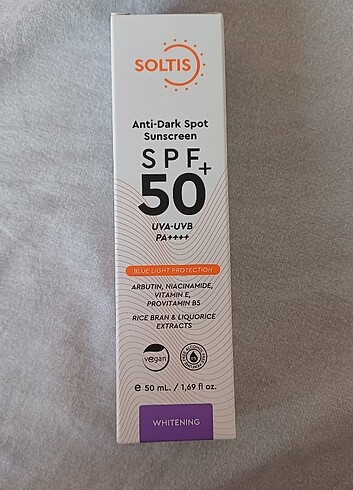 SOLTIS
Anti-Dark Spot
Sunscreen
SPF+
50
UVA-UVB
PA++++
BLUE LIGHT PROTECTION
ARBUTIN, NIACINAMIDE,
VITAMIN E,
PROVITAMIN B5
RICE BRAN & LIQUORICE
EXTRACTS
vegan
e 50 mL. / 1,69 fl. oz.
WHITENING